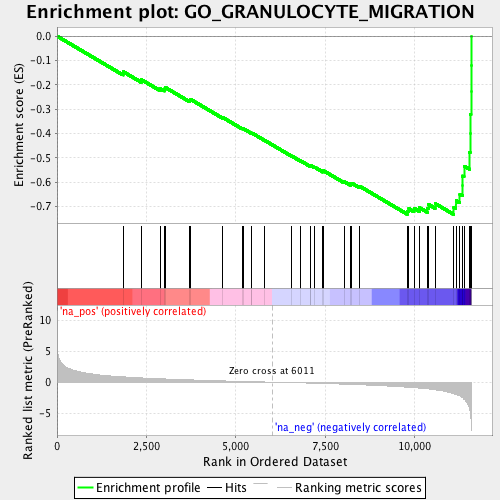 Enrichment plot: GO_GRANULOCYTE_MIGRATION
Enrichment score (ES)
0.0
-0.1
-0.2
-0.3
-0.4
-0.5
-0.6
-0.7
'na_pos' (positively correlated)
Ranked list metric (PreRanked)
10
5
0
-5
Zero cross at 6011
'na_neg' (negatively correlated)
0
2,500
5,000
7,500
10,000
Rank in Ordered Dataset
Enrichment profile
Hits
Ranking metric scores